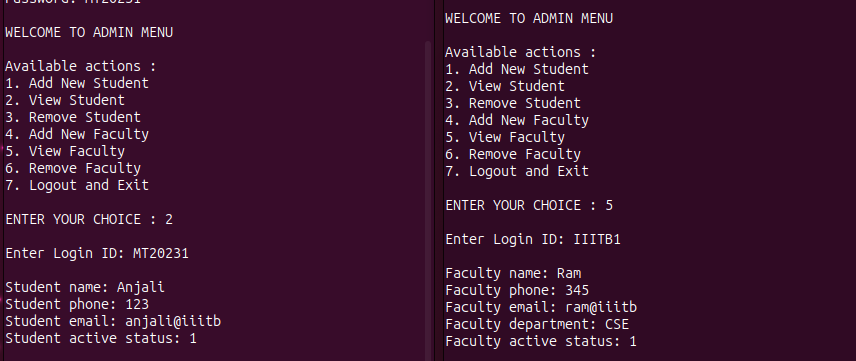 Password: MT20231
WELCOME TO ADMIN MENU
Available actions :
1. Add New Student
2. View Student
3. Remove Student
4. Add New Faculty
5. View Faculty
6. Remove Faculty
7. Logout and Exit
ENTER YOUR CHOICE : 2
Enter Login ID: MT20231
Student name: Anjali
Student phone: 123
Student email: anjali@iiitb
Student active status: 1
WELCOME TO ADMIN MENU
Available actions :
1. Add New Student
2. View Student
3. Remove Student
4. Add New Faculty
5. View Faculty
6. Remove Faculty
7. Logout and Exit
ENTER YOUR CHOICE : 5
Enter Login ID: IIITB1
Faculty name: Ram
Faculty phone: 345
Faculty email: ram@iiitb
Faculty department: CSE
Faculty active status: 1